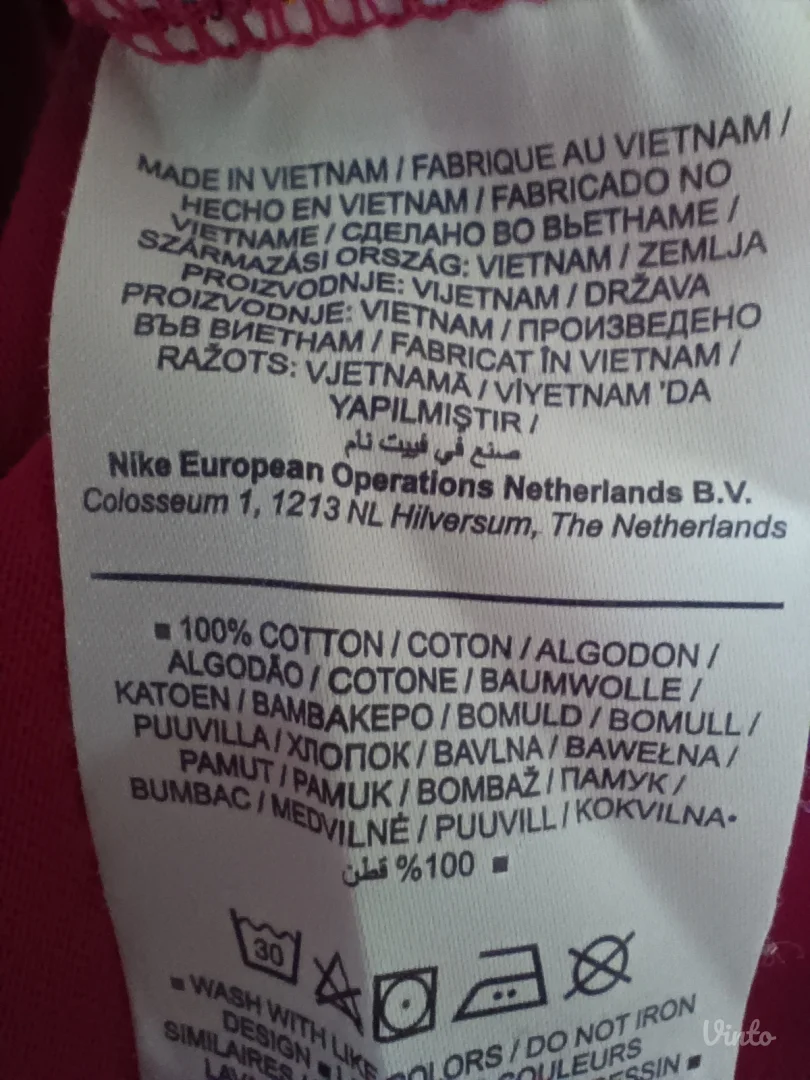 MADE IN VIETNAM / FABRIQUE AU VIETNAM /
HECHO EN VIETNAM / FABRICADO NO
VIETNAME / СДЕЛАНО ВО ВЬЕТНАМЕ /
SZÁRMAZÁSI ORSZÁG: VIETNAM / ZEMLJA
PROIZVODNJE: VIJETNAM / DRŽAVA
PROIZVODNJE: VIETNAM / ПРОИЗВЕДЕНО
ВЪВ ВИЕТНАМ / FABRICAT ÎN VIETNAM /
RAŽOTS: VJETNAMĀ / VİYETNAM 'DA
YAPILMIŞTIR /
صنع في فييت نام
Nike European Operations Netherlands B.V.
Colosseum 1, 1213 NL Hilversum, The Netherlands
■ 100% COTTON / COTON / ALGODON /
ALGODÃO / COTONE / BAUMWOLLE /
KATOEN / ΒΑΜΒΑΚΕΡΟ / BOMULD / BOMULL /
PUUVILLA / ХЛОПОК / BAVLNA / BAWEŁNA /
PAMUT / PAMUK / BOMBAŽ / ПАМУК /
BUMBAC / MEDVILNĖ / PUUVILL / KOKVILNA
100% قطن ■
30
■ WASH WITH LIKE COLORS / DO NOT IRON
DESIGN ■ COULEURS
SIMILAIRES / DESSIN ■
Vinto